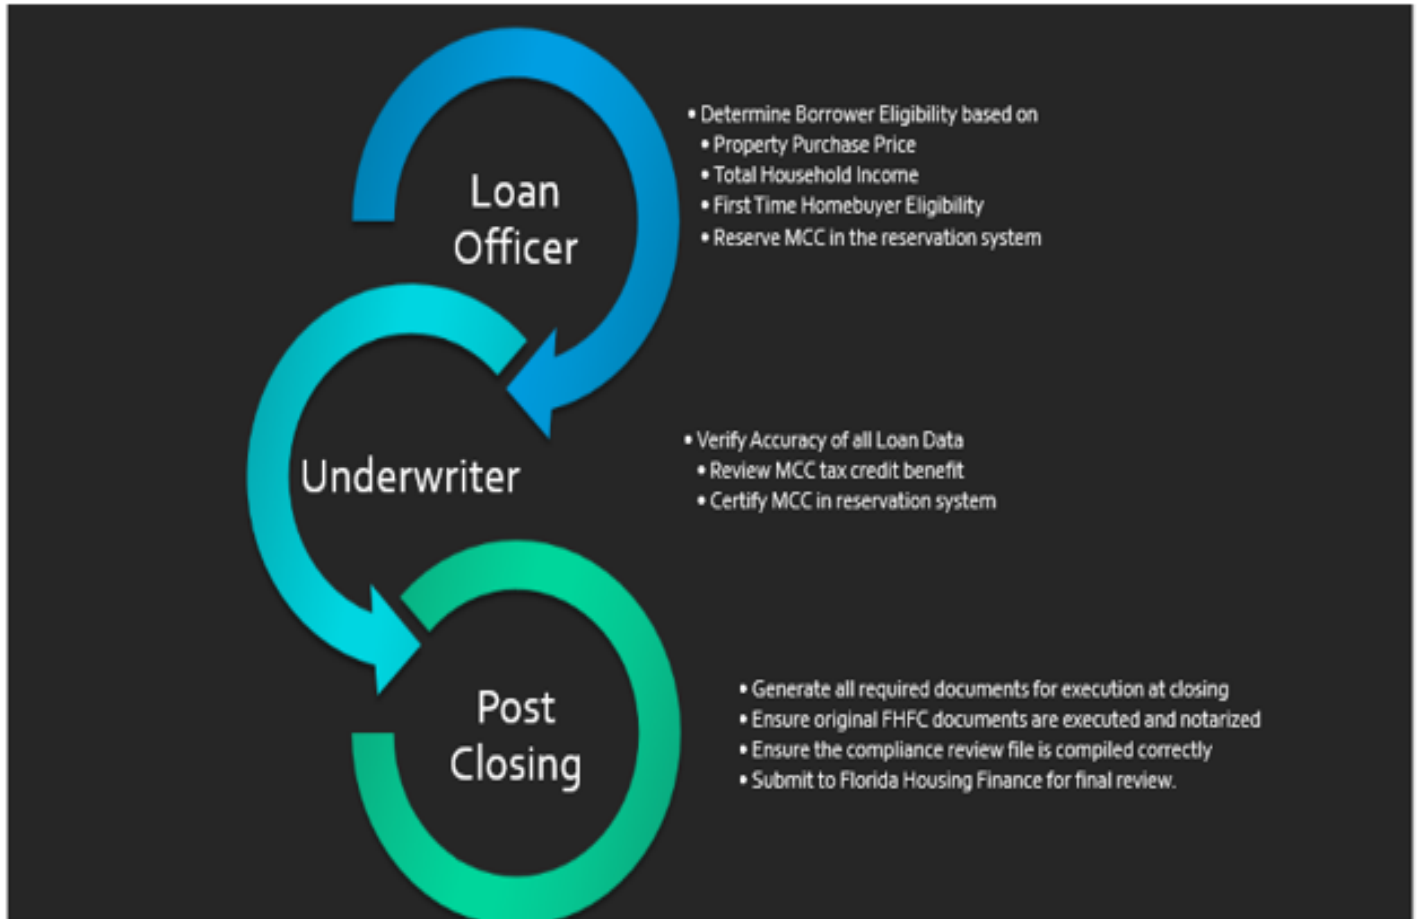 Loan
Officer
• Determine Borrower Eligibility based on
• Property Purchase Price
• Total Household Income
• First Time Homebuyer Eligibility
• Reserve MCC in the reservation system
Underwriter
• Verify Accuracy of all Loan Data
• Review MCC tax credit benefit
• Certify MCC in reservation system
Post
Closing
• Generate all required documents for execution at closing
• Ensure original FHFC documents are executed and notarized
• Ensure the compliance review file is compiled correctly
• Submit to Florida Housing Finance for final review.